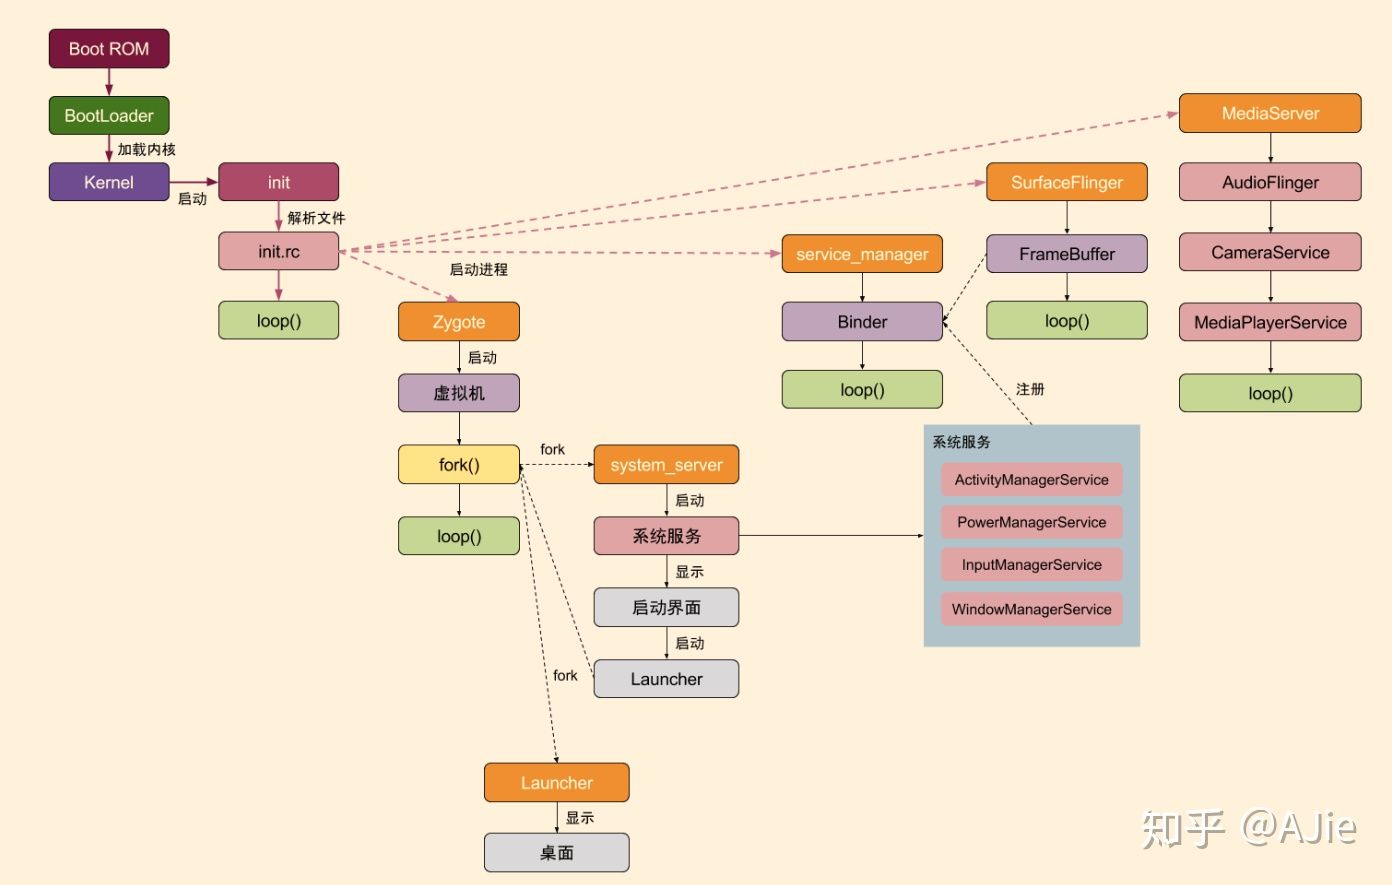 Boot ROM
BootLoader
加载内核
Kernel
启动
init
解析文件
init.rc
loop()
启动进程
Zygote
启动
虚拟机
fork()
loop()
fork
system_server
启动
系统服务
显示
启动界面
启动
Launcher
fork
Launcher
显示
桌面
service_manager
Binder
loop()
SurfaceFlinger
FrameBuffer
loop()
注册
系统服务
ActivityManagerService
PowerManagerService
InputManagerService
WindowManagerService
MediaServer
AudioFlinger
CameraService
MediaPlayerService
loop()
知乎 @AJie